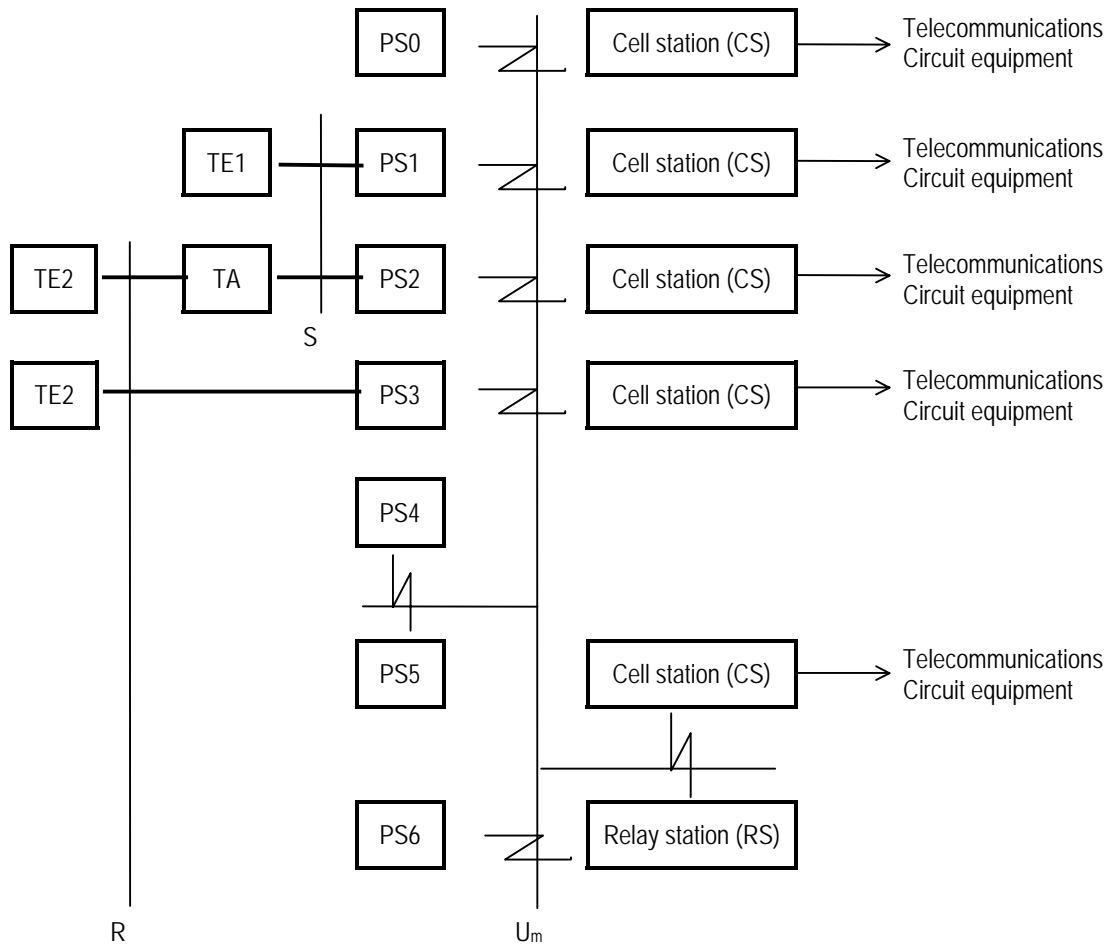 PS0
Cell station (CS)
Telecommunications
Circuit equipment
TE1
PS1
Cell station (CS)
Telecommunications
Circuit equipment
TE2
TA
PS2
Cell station (CS)
Telecommunications
Circuit equipment
S
TE2
PS3
Cell station (CS)
Telecommunications
Circuit equipment
PS4
PS5
Cell station (CS)
Telecommunications
Circuit equipment
PS6
Relay station (RS)
R
Um